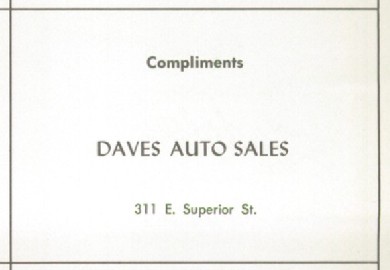 Compliments
DAVES AUTO SALES
311 E. Superior St.